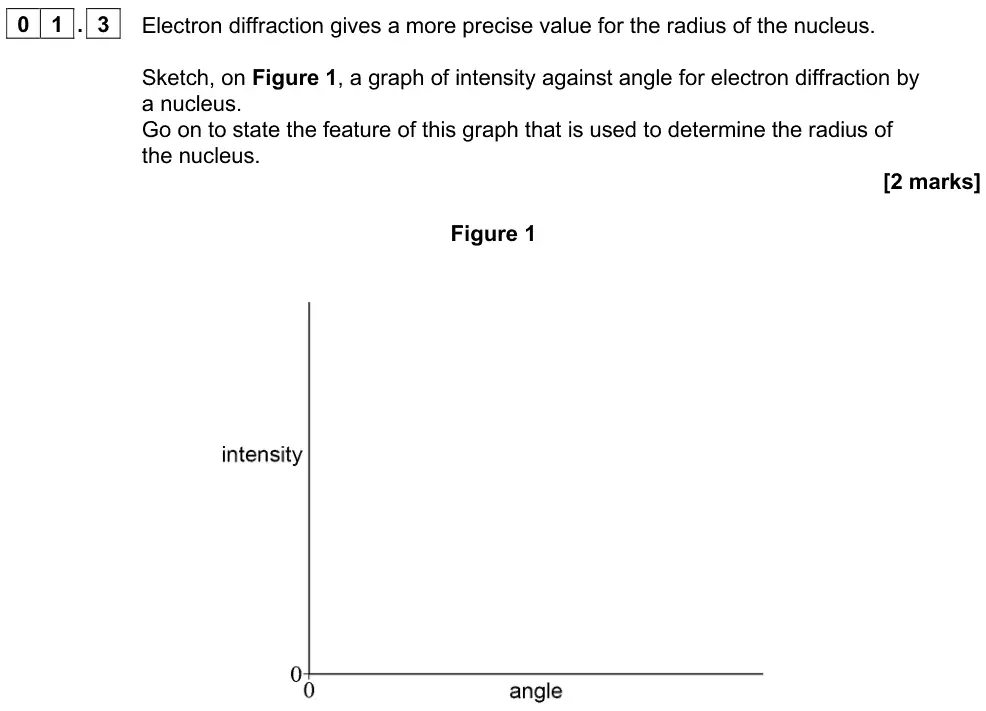 0 1 . 3 Electron diffraction gives a more precise value for the radius of the nucleus.
Sketch, on Figure 1, a graph of intensity against angle for electron diffraction by
a nucleus.
Go on to state the feature of this graph that is used to determine the radius of
the nucleus.
[2 marks]
Figure 1
intensity
0
0
angle